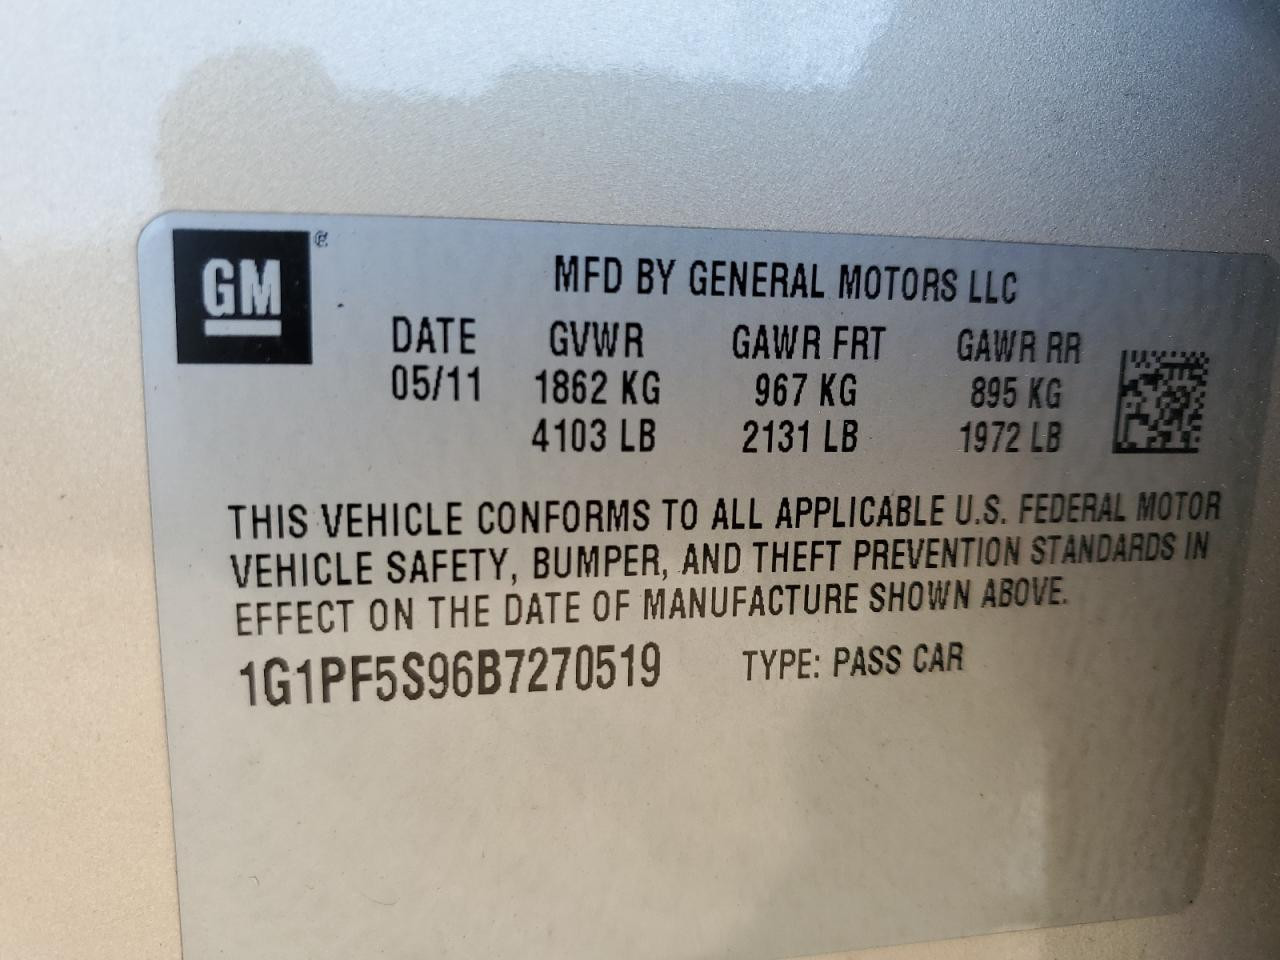 GM®
MFD BY GENERAL MOTORS LLC
DATE GVWR GAWR FRT GAWR RR
05/11 1862 KG 967 KG 895 KG
4103 LB 2131 LB 1972 LB
THIS VEHICLE CONFORMS TO ALL APPLICABLE U.S. FEDERAL MOTOR
VEHICLE SAFETY, BUMPER, AND THEFT PREVENTION STANDARDS IN
EFFECT ON THE DATE OF MANUFACTURE SHOWN ABOVE.
1G1PF5S96B7270519 TYPE: PASS CAR